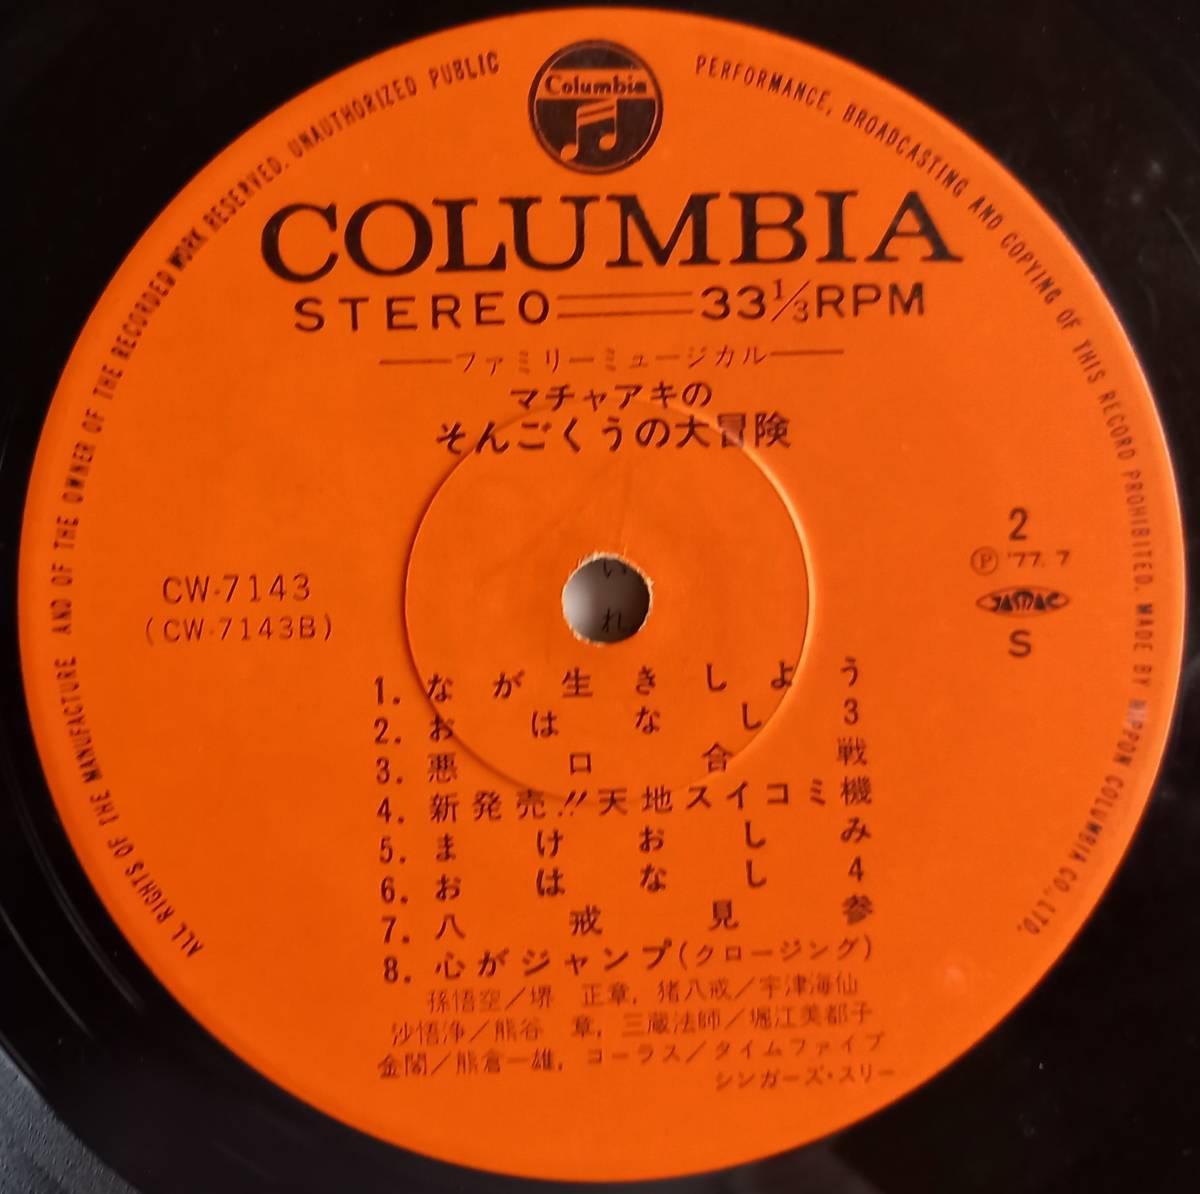 Columbia
COLUMBIA
STEREO 33 1/3 RPM
ファミリーミュージカル
マチャアキの
そんごくうの大冒険
2
Ⓟ '77. 7
JASRAC
S
CW-7143
(CW-7143B)
いれ
1. なが生きしよう
2. おはなし3
3. 悪口合戦
4. 新発売!!天地スイコミ機
5. まけおしみ
6. おはなし4
7. 八戒見参
8. 心がジャンプ(クロージング)
孫悟空/堺 正章, 猪八戒/宇津海仙
沙悟浄/熊谷 章, 三蔵法師/堀江美都子
金閣/熊倉一雄, コーラス/タイムファイブ
シンガーズ・スリー
ALL RIGHTS OF THE MANUFACTURE AND OF THE OWNER OF THE RECORDED WORK RESERVED. UNAUTHORIZED PUBLIC PERFORMANCE, BROADCASTING AND COPYING OF THIS RECORD PROHIBITED. MADE BY NIPPON COLUMBIA CO., LTD.